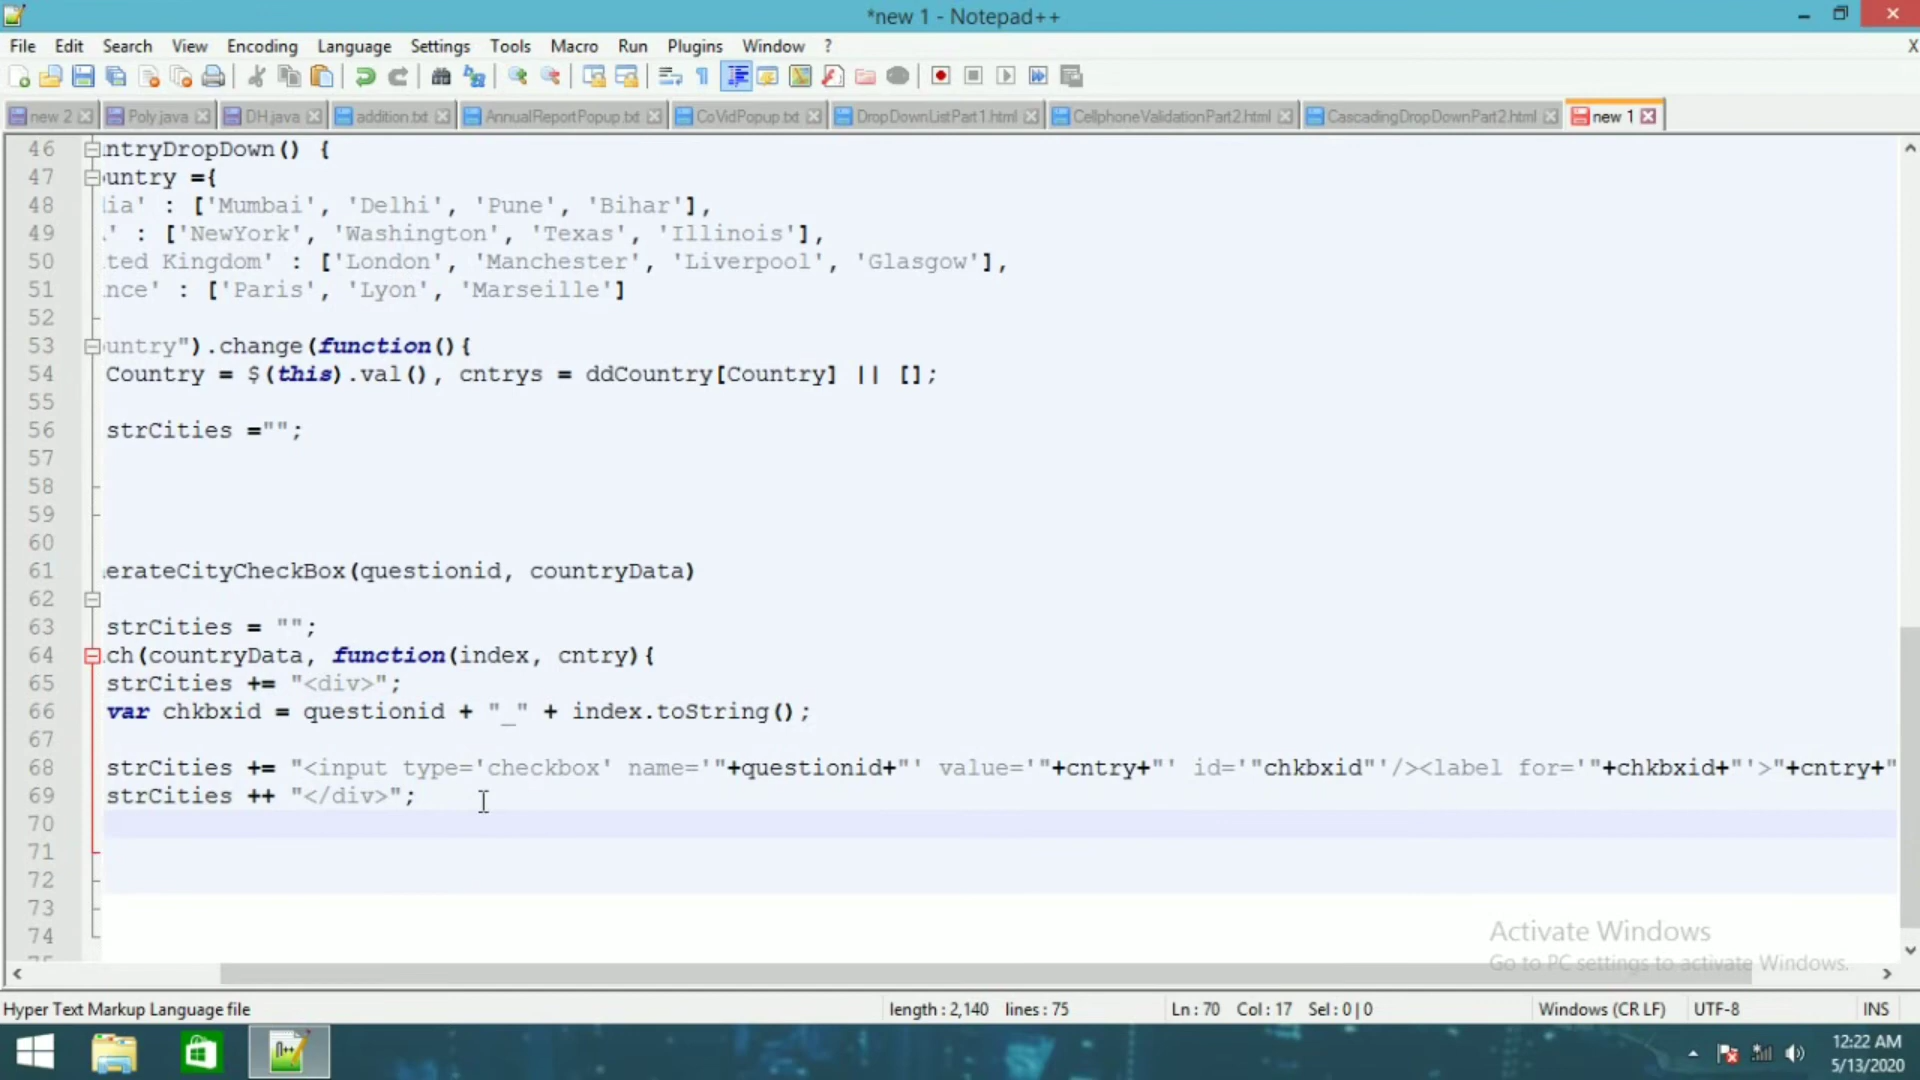 *new 1 - Notepad++
File Edit Search View Encoding Language Settings Tools Macro Run Plugins Window ?
X
new 2 Poly.java DH.java addition.txt AnnualReportPopup.txt CoVidPopup.txt DropDownListPart1.html CellphoneValidationPart2.html CascadingDropDownPart2.html new 1
46 ntryDropDown() {
47 untry ={
48 lia' : ['Mumbai', 'Delhi', 'Pune', 'Bihar'],
49 ' : ['NewYork', 'Washington', 'Texas', 'Illinois'],
50 ted Kingdom' : ['London', 'Manchester', 'Liverpool', 'Glasgow'],
51 nce' : ['Paris', 'Lyon', 'Marseille']
52
53 untry").change(function(){
54 Country = $(this).val(), cntrys = ddCountry[Country] || [];
55
56 strCities ="";
57
58
59
60
61 erateCityCheckBox(questionid, countryData)
62
63 strCities = "";
64 ch(countryData, function(index, cntry){
65 strCities += "<div>";
66 var chkbxid = questionid + "_" + index.toString();
67
68 strCities += "<input type='checkbox' name='"+questionid+"' value='"+cntry+"' id='"chkbxid"'/><label for='"+chkbxid+"'>"+cntry+"
69 strCities ++ "</div>";
70
71
72
73
74
Activate Windows
Go to PC settings to activate Windows.
Hyper Text Markup Language file length : 2,140 lines : 75 Ln : 70 Col : 17 Sel : 0 | 0 Windows (CR LF) UTF-8 INS
12:22 AM
5/13/2020